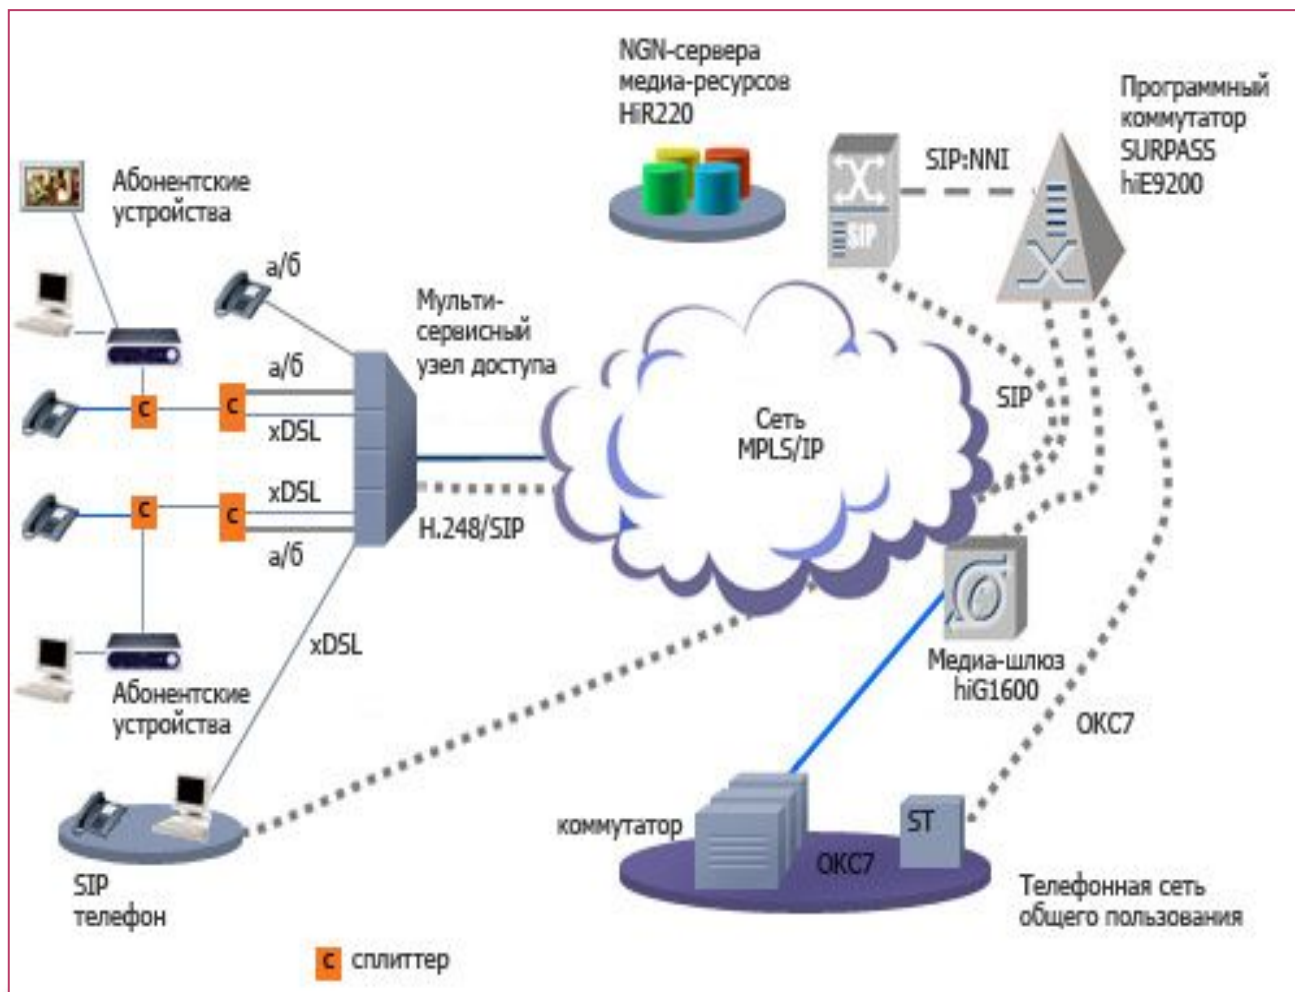 NGN-сервера
медиа-ресурсов
HiR220
Программный
коммутатор
SURPASS
hiE9200
SIP:NNI
SIP
Абонентские
устройства
а/б
Мульти-
сервисный
узел доступа
а/б
С
С
xDSL
SIP
Сеть
MPLS/IP
xDSL
С
С
а/б
H.248/SIP
xDSL
Медиа-шлюз
hiG1600
Абонентские
устройства
ОКС7
коммутатор
ST
ОКС7
SIP
телефон
Телефонная сеть
общего пользования
С сплиттер